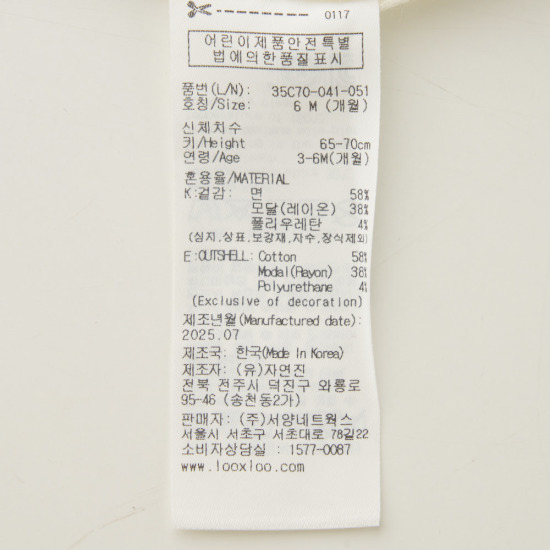 0117
어린이제품안전특별
법에의한품질표시
품번(L/N): 35C70-041-051
호칭/Size: 6 M (개월)
신체치수
키/Height 65-70cm
연령/Age 3-6M(개월)
혼용율/MATERIAL
K:겉감: 면 58%
모달(레이온) 38%
폴리우레탄 4%
(심지,상표,보강재,자수,장식제외)
E:OUTSHELL: Cotton 58%
Modal(Rayon) 38%
Polyurethane 4%
(Exclusive of decoration)
제조년월(Manufactured date):
2025.07
제조국: 한국(Made In Korea)
제조자: (유)자연진
전북 전주시 덕진구 와룡로
95-46 (송천동2가)
판매자: (주)서양네트웍스
서울시 서초구 서초대로 78길22
소비자상담실 : 1577-0087
www.looxloo.com